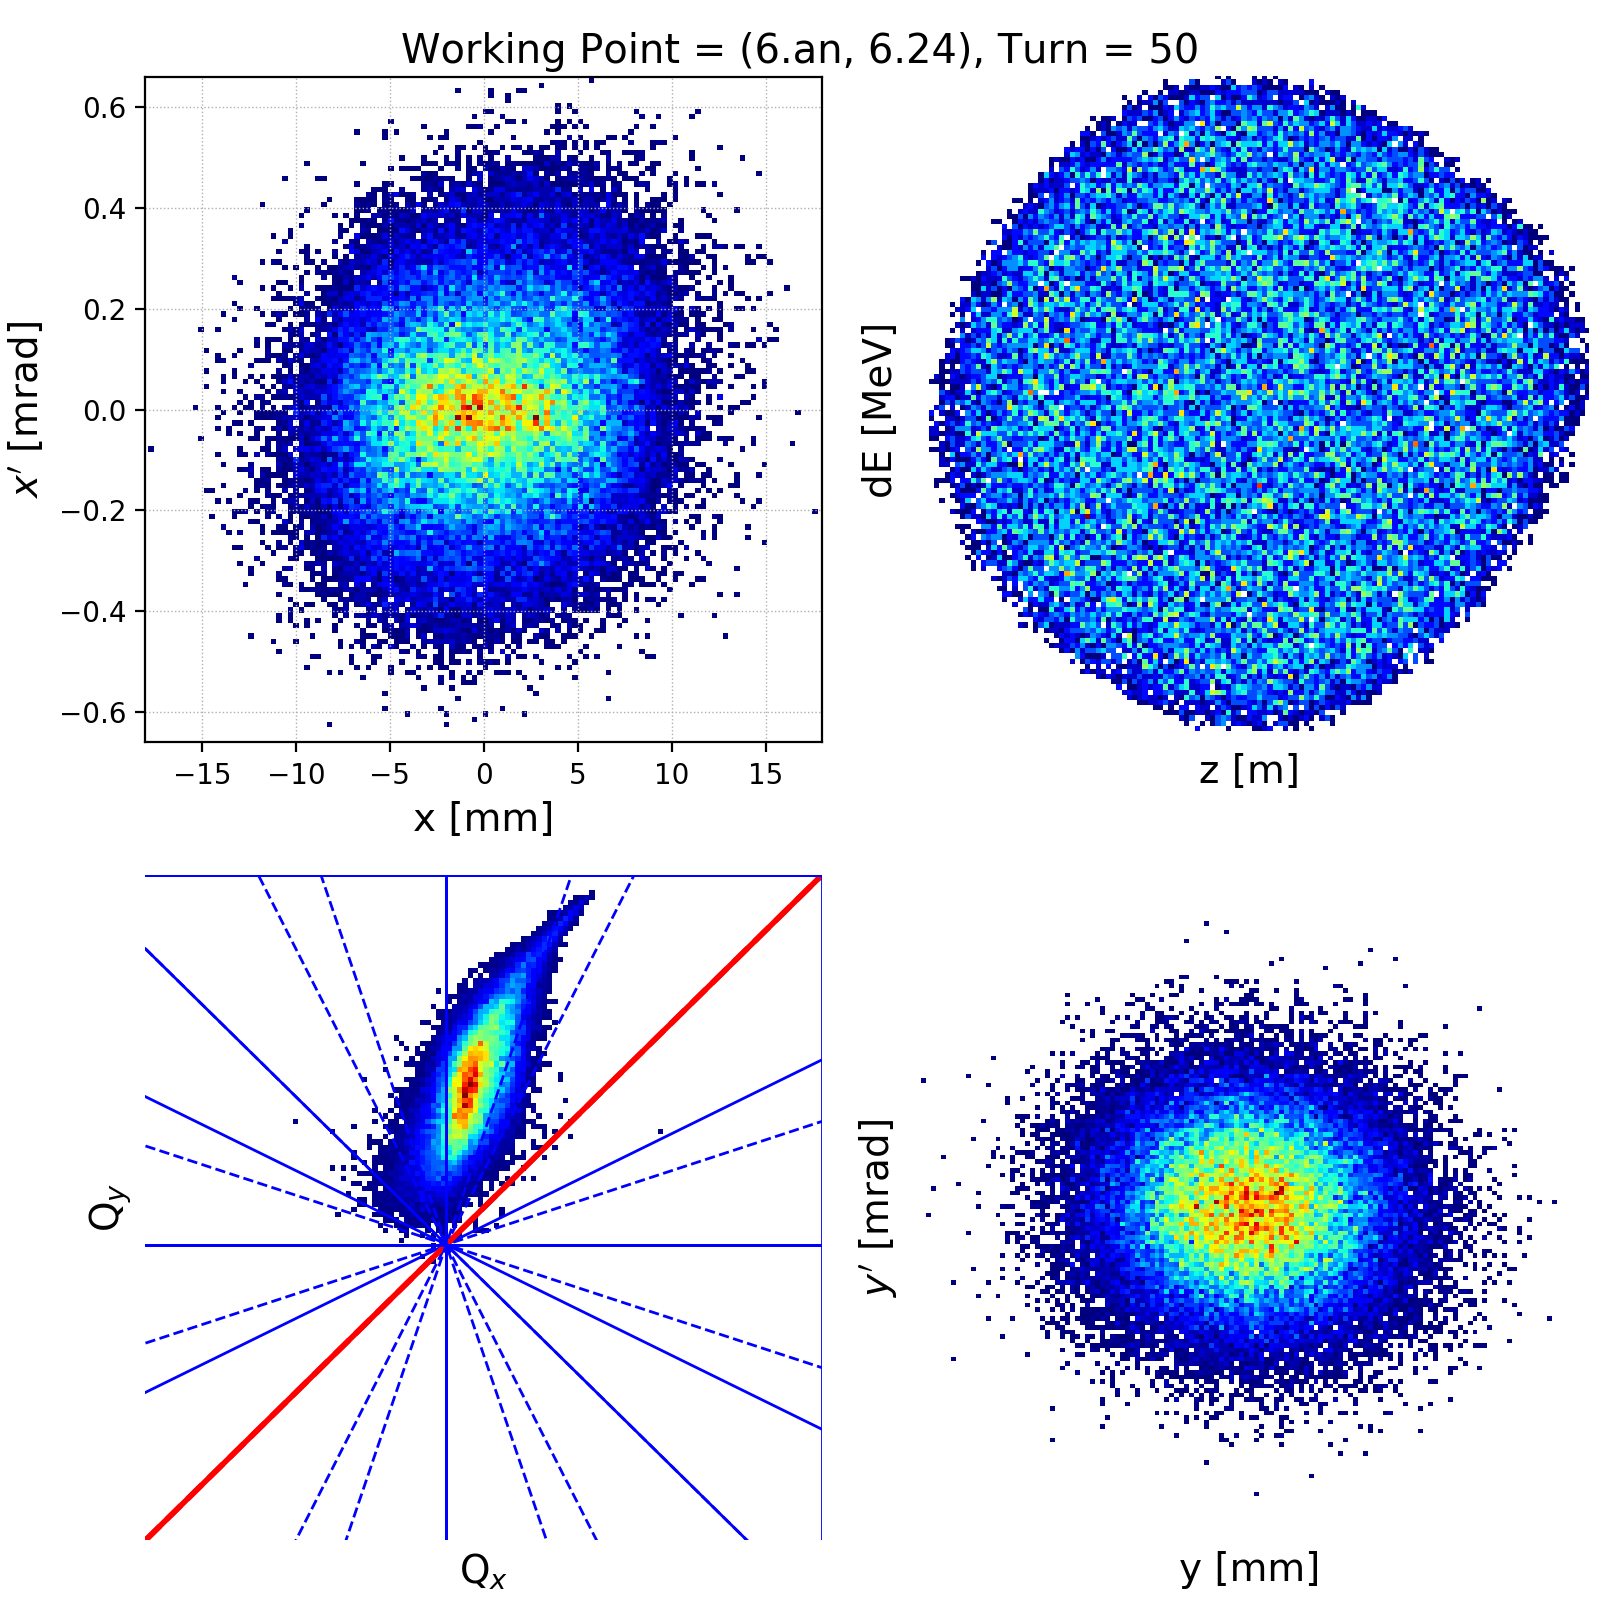 Working Point = (6.an, 6.24), Turn = 50
0.6
0.4
0.2
0.0
−0.2
−0.4
−0.6
x′ [mrad]
−15 −10 −5 0 5 10 15
x [mm]
dE [MeV]
z [m]
Qy
Qx
y′ [mrad]
y [mm]